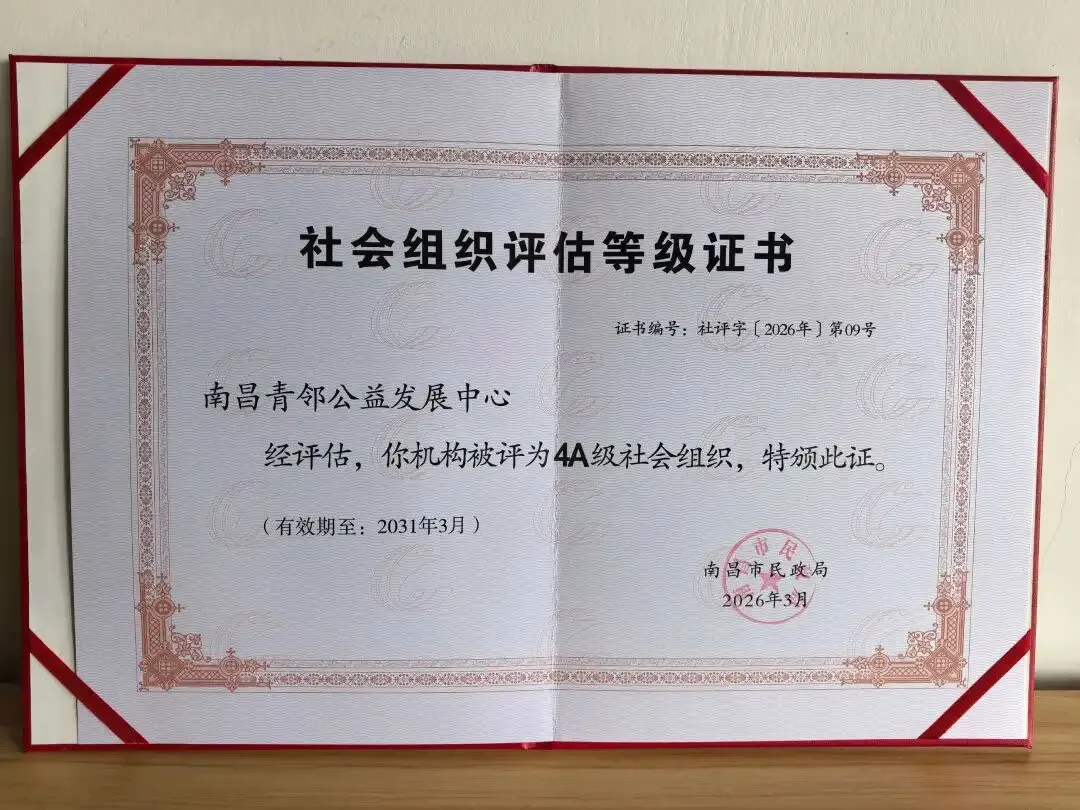 社会组织评估等级证书
证书编号：社评字〔2026年〕第09号
南昌青邻公益发展中心
经评估，你机构被评为4A级社会组织，特颁此证。
（有效期至：2031年3月）
南昌市民政局
2026年3月